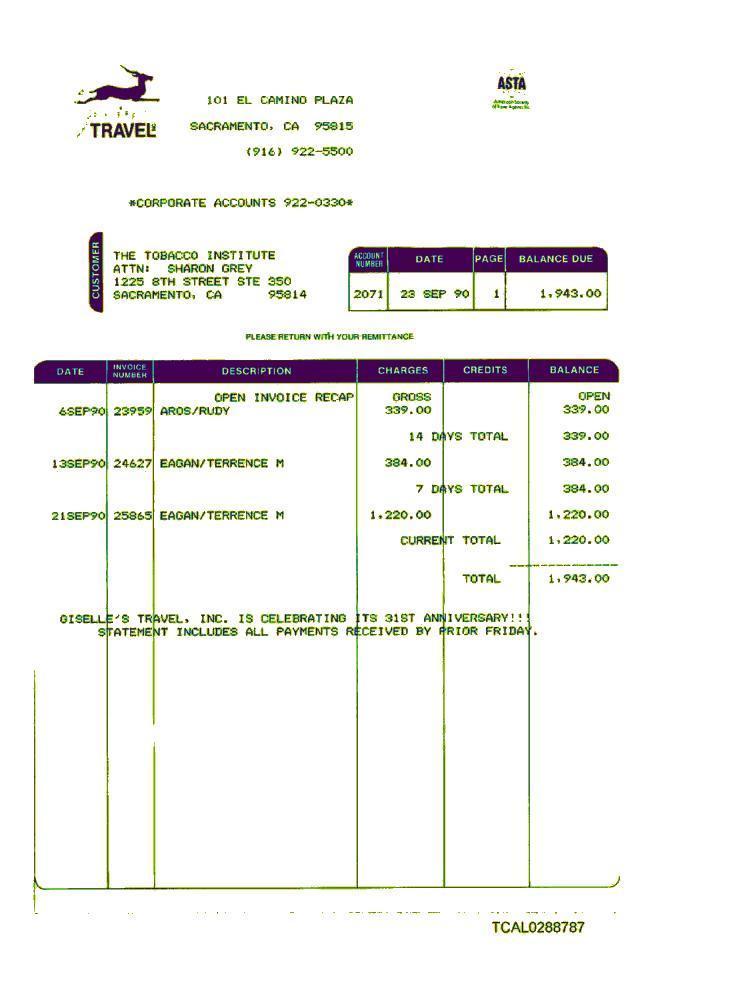 TRAVEL
101 EL CAMINO PLAZA
SACRAMENTO, CA 95815
(916) 922-5500
ASTA
American Society
of Travel Agents, Inc.
*CORPORATE ACCOUNTS 922-0330*
CUSTOMER
THE TOBACCO INSTITUTE
ATTN: SHARON GREY
1225 8TH STREET STE 350
SACRAMENTO, CA 95814
ACCOUNT NUMBER DATE PAGE BALANCE DUE
2071 23 SEP 90 1 1,943.00
PLEASE RETURN WITH YOUR REMITTANCE
DATE INVOICE NUMBER DESCRIPTION CHARGES CREDITS BALANCE
OPEN INVOICE RECAP GROSS OPEN
6SEP90 23959 AROS/RUDY 339.00 339.00
14 DAYS TOTAL 339.00
13SEP90 24627 EAGAN/TERRENCE M 384.00 384.00
7 DAYS TOTAL 384.00
21SEP90 25865 EAGAN/TERRENCE M 1,220.00 1,220.00
CURRENT TOTAL 1,220.00
TOTAL 1,943.00
GISELLE'S TRAVEL, INC. IS CELEBRATING ITS 31ST ANNIVERSARY!!!
STATEMENT INCLUDES ALL PAYMENTS RECEIVED BY PRIOR FRIDAY.
TCAL0288787